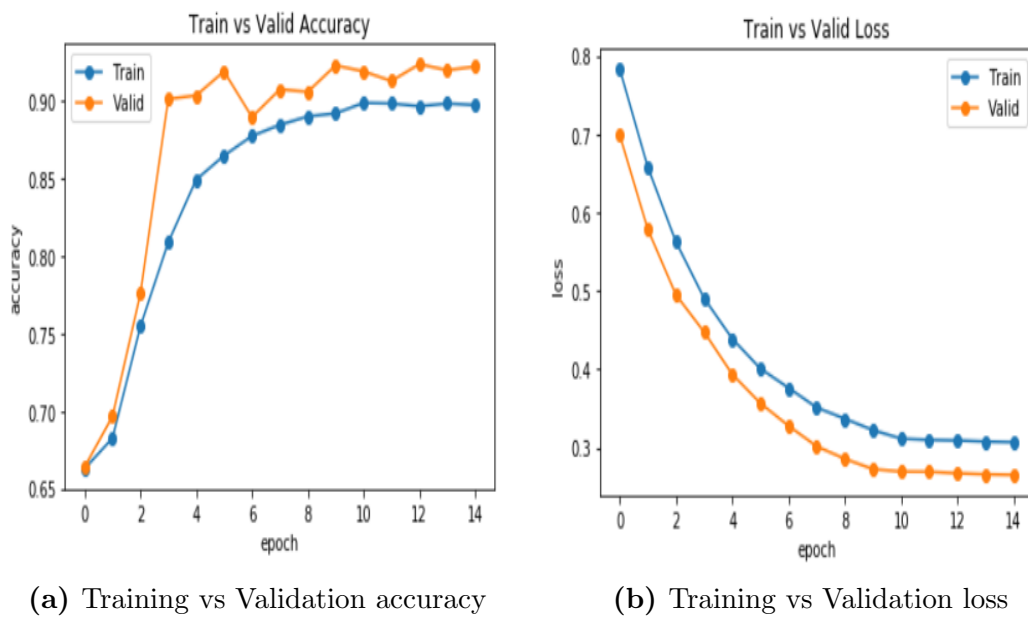 Train vs Valid Accuracy
Train
Valid
0.90
0.85
0.80
0.75
0.70
0.65
accuracy
0 2 4 6 8 10 12 14
epoch
(a) Training vs Validation accuracy
Train vs Valid Loss
Train
Valid
0.8
0.7
0.6
0.5
0.4
0.3
loss
0 2 4 6 8 10 12 14
epoch
(b) Training vs Validation loss